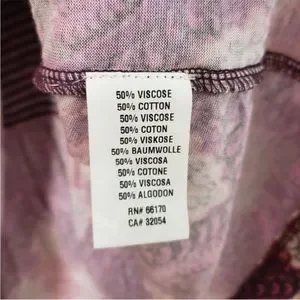 50% VISCOSE
50% COTTON
50% VISCOSE
50% COTON
50% VISKOSE
50% BAUMWOLLE
50% VISCOSA
50% COTONE
50% VISCOSA
50% ALGODON
RN# 66170
CA# 32054